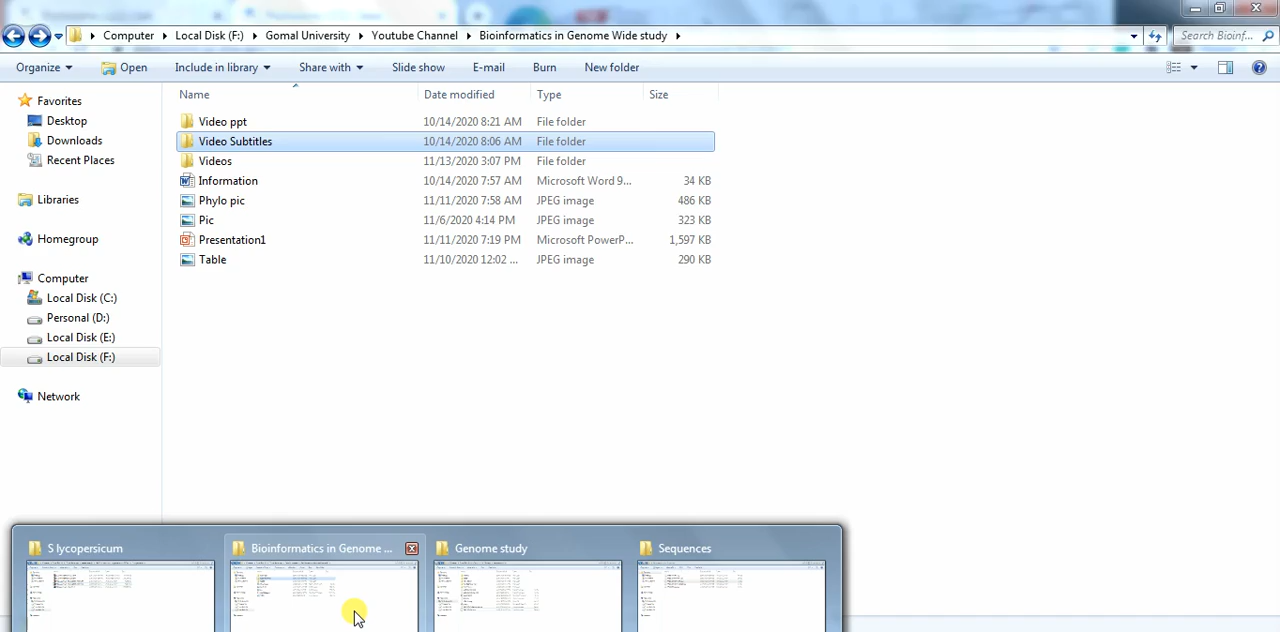 Computer Local Disk (F:) Gomal University Youtube Channel Bioinformatics in Genome Wide study Search Bioinf...
Organize Open Include in library Share with Slide show E-mail Burn New folder
Name Date modified Type Size
Favorites
Desktop
Downloads
Recent Places
Libraries
Homegroup
Computer
Local Disk (C:)
Personal (D:)
Local Disk (E:)
Local Disk (F:)
Network
Video ppt 10/14/2020 8:21 AM File folder
Video Subtitles 10/14/2020 8:06 AM File folder
Videos 11/13/2020 3:07 PM File folder
Information 10/14/2020 7:57 AM Microsoft Word 9... 34 KB
Phylo pic 11/11/2020 7:58 AM JPEG image 486 KB
Pic 11/6/2020 4:14 PM JPEG image 323 KB
Presentation1 11/11/2020 7:19 PM Microsoft PowerP... 1,597 KB
Table 11/10/2020 12:02 ... JPEG image 290 KB
S lycopersicum Bioinformatics in Genome ... Genome study Sequences